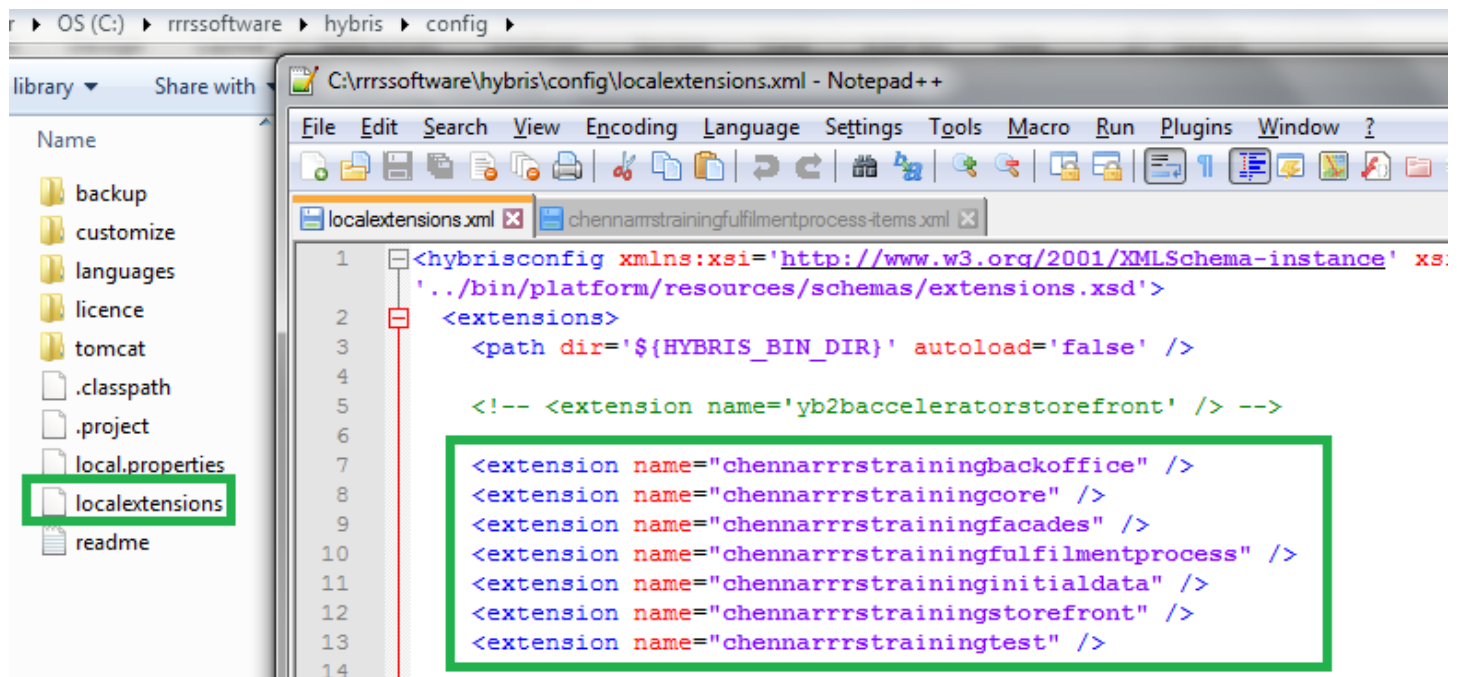 r ▸ OS (C:) ▸ rrrssoftware ▸ hybris ▸ config ▸
library ▾ Share with
Name
backup
customize
languages
licence
tomcat
.classpath
.project
local.properties
localextensions
readme
C:\rrrssoftware\hybris\config\localextensions.xml - Notepad++
File Edit Search View Encoding Language Settings Tools Macro Run Plugins Window ?
localextensions.xml chennarrrstrainingfulfilmentprocess-items.xml
1 <hybrisconfig xmlns:xsi='http://www.w3.org/2001/XMLSchema-instance' xs
'../bin/platform/resources/schemas/extensions.xsd'>
2 <extensions>
3 <path dir='${HYBRIS_BIN_DIR}' autoload='false' />
4
5 <!-- <extension name='yb2bacceleratorstorefront' /> -->
6
7 <extension name="chennarrrstrainingbackoffice" />
8 <extension name="chennarrrstrainingcore" />
9 <extension name="chennarrrstrainingfacades" />
10 <extension name="chennarrrstrainingfulfilmentprocess" />
11 <extension name="chennarrrstraininginitialdata" />
12 <extension name="chennarrrstrainingstorefront" />
13 <extension name="chennarrrstrainingtest" />
14